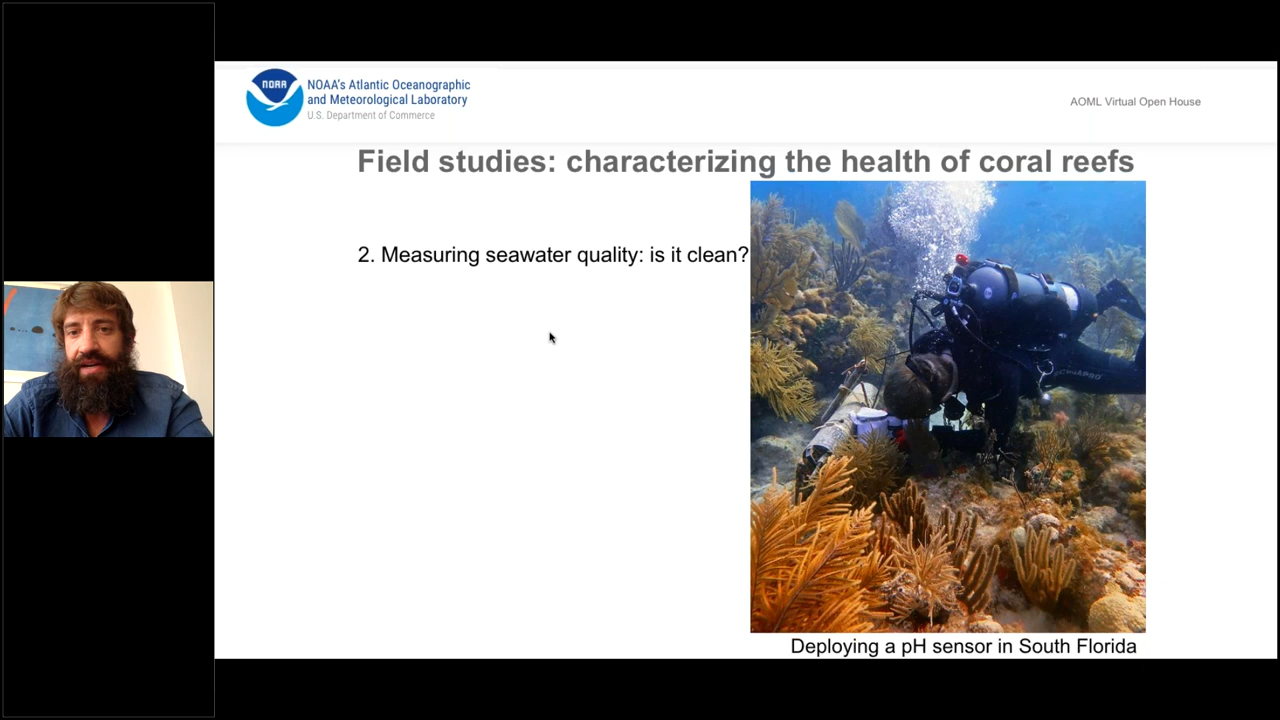 NOAA
NOAA's Atlantic Oceanographic
and Meteorological Laboratory
U.S. Department of Commerce
AOML Virtual Open House
Field studies: characterizing the health of coral reefs
2. Measuring seawater quality: is it clean?
SCUBAPRO
Deploying a pH sensor in South Florida